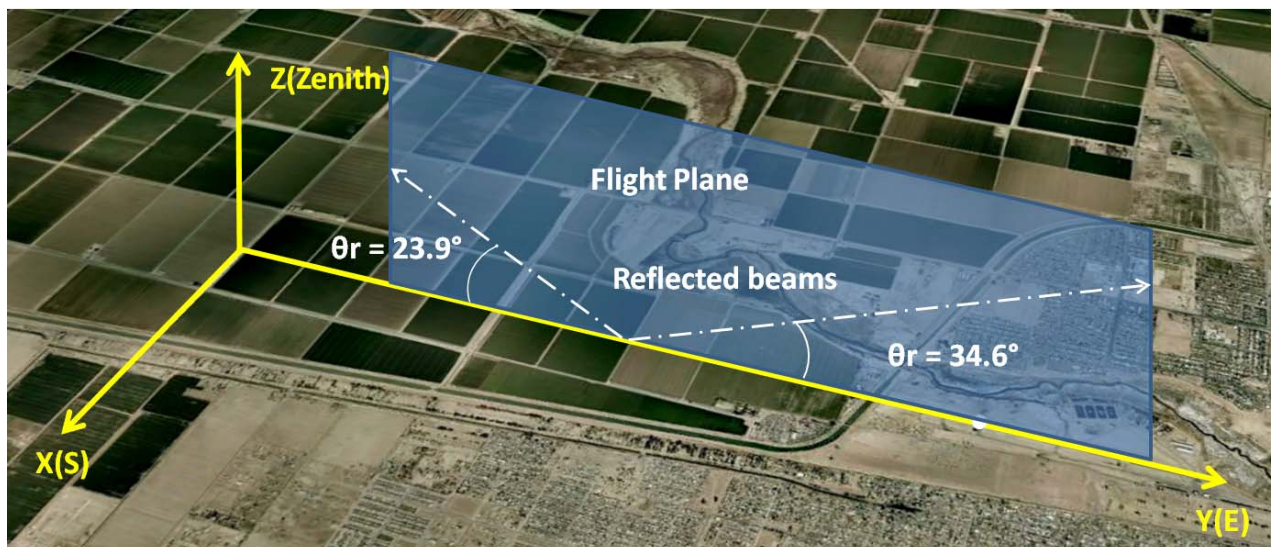 Z(Zenith)
Flight Plane
θr = 23.9°
Reflected beams
θr = 34.6°
X(S)
Y(E)